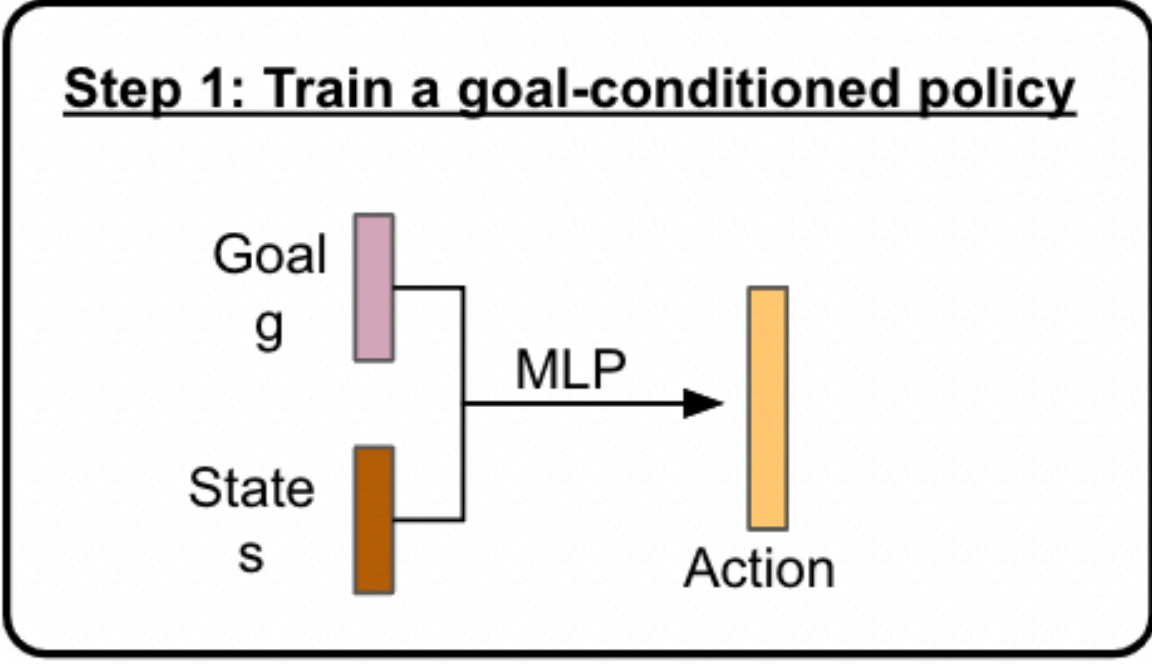 Step 1: Train a goal-conditioned policy
Goal
g
MLP
State
s
Action